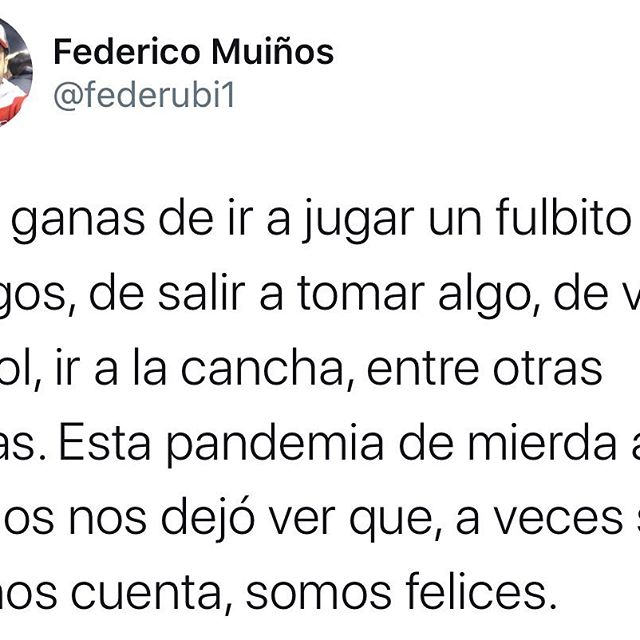 Federico Muiños
@federubi1
ganas de ir a jugar un fulbito
gos, de salir a tomar algo, de v
ol, ir a la cancha, entre otras
as. Esta pandemia de mierda a
os nos dejó ver que, a veces s
nos cuenta, somos felices.